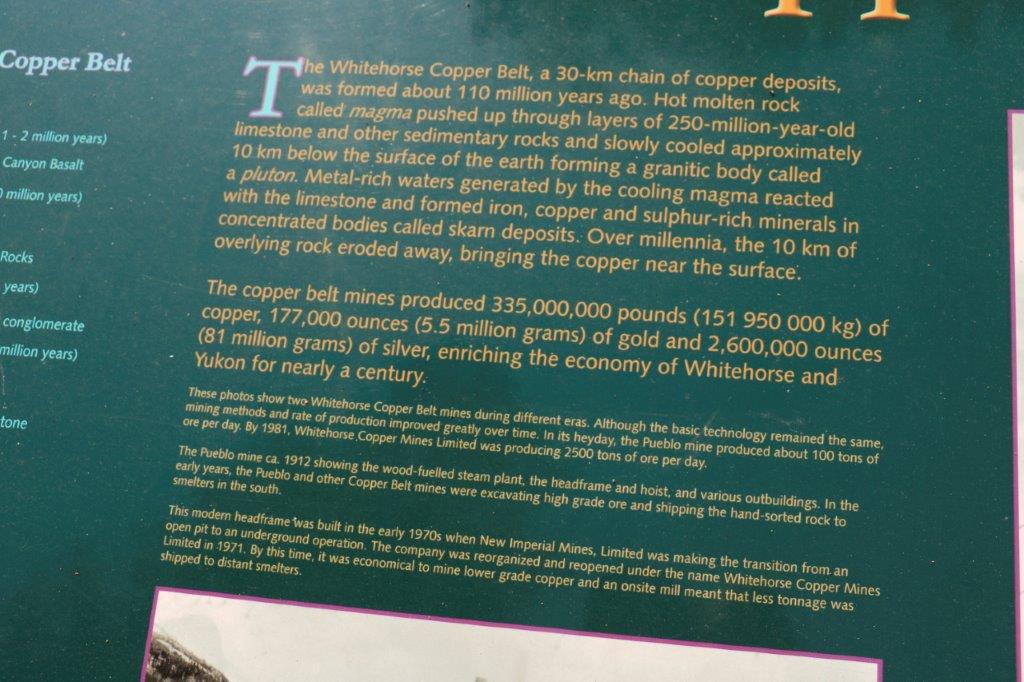 Copper Belt
1 - 2 million years)
Canyon Basalt
million years)
Rocks
years)
conglomerate
million years)
tone
The Whitehorse Copper Belt, a 30-km chain of copper deposits,
was formed about 110 million years ago. Hot molten rock
called magma pushed up through layers of 250-million-year-old
limestone and other sedimentary rocks and slowly cooled approximately
10 km below the surface of the earth forming a granitic body called
a pluton. Metal-rich waters generated by the cooling magma reacted
with the limestone and formed iron, copper and sulphur-rich minerals in
concentrated bodies called skarn deposits. Over millennia, the 10 km of
overlying rock eroded away, bringing the copper near the surface.
The copper belt mines produced 335,000,000 pounds (151 950 000 kg) of
copper, 177,000 ounces (5.5 million grams) of gold and 2,600,000 ounces
(81 million grams) of silver, enriching the economy of Whitehorse and
Yukon for nearly a century.
These photos show two Whitehorse Copper Belt mines during different eras. Although the basic technology remained the same,
mining methods and rate of production improved greatly over time. In its heyday, the Pueblo mine produced about 100 tons of
ore per day. By 1981, Whitehorse Copper Mines Limited was producing 2500 tons of ore per day.
The Pueblo mine ca. 1912 showing the wood-fuelled steam plant, the headframe and hoist, and various outbuildings. In the
early years, the Pueblo and other Copper Belt mines were excavating high grade ore and shipping the hand-sorted rock to
smelters in the south.
This modern headframe was built in the early 1970s when New Imperial Mines, Limited was making the transition from an
open pit to an underground operation. The company was reorganized and reopened under the name Whitehorse Copper Mines
Limited in 1971. By this time, it was economical to mine lower grade copper and an onsite mill meant that less tonnage was
shipped to distant smelters.